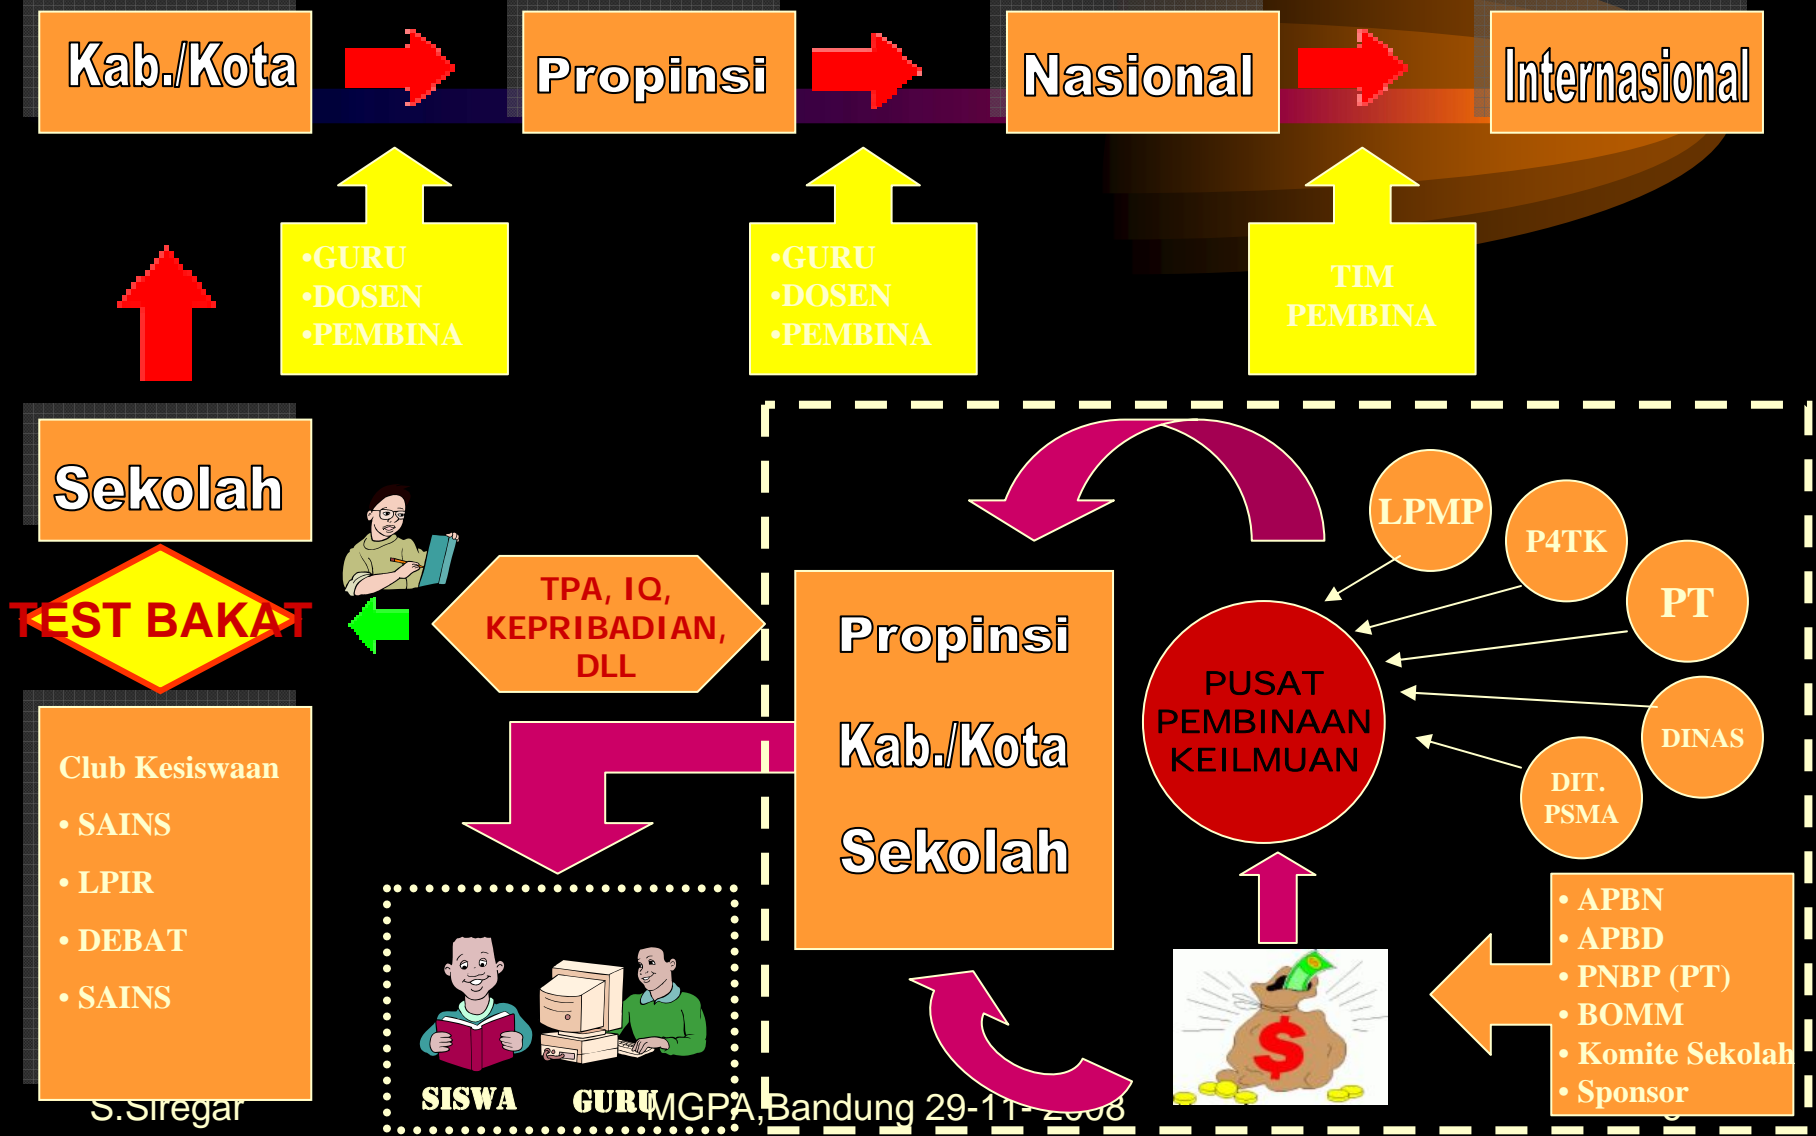 Kab./Kota
Propinsi
Nasional
Internasional
•GURU
•DOSEN
•PEMBINA
•GURU
•DOSEN
•PEMBINA
TIM
PEMBINA
Sekolah
TEST BAKAT
TPA, IQ,
KEPRIBADIAN,
DLL
Club Kesiswaan
• SAINS
• LPIR
• DEBAT
• SAINS
SISWA
GURU
Propinsi
Kab./Kota
Sekolah
PUSAT
PEMBINAAN
KEILMUAN
LPMP
P4TK
PT
DINAS
DIT.
PSMA
• APBN
• APBD
• PNBP (PT)
• BOMM
• Komite Sekolah
• Sponsor
S.Siregar
MGPA,Bandung 29-11- 2008